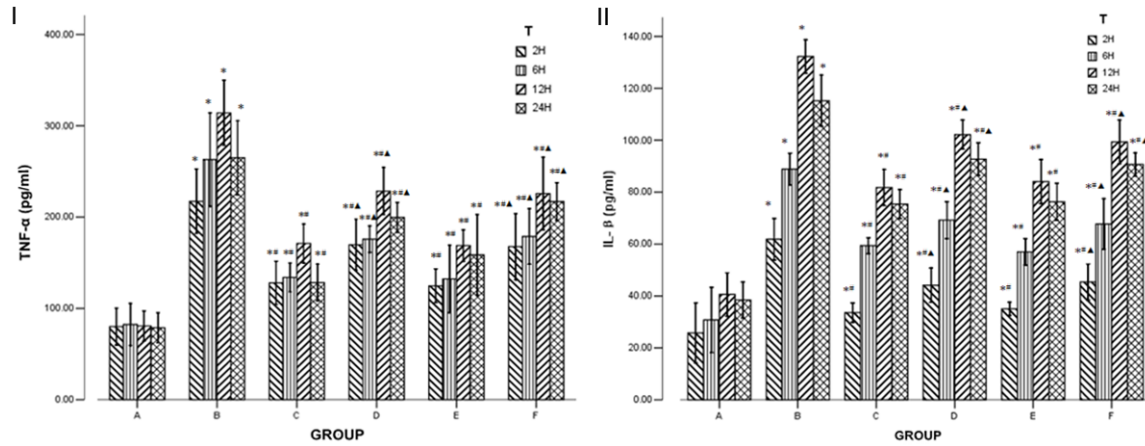 I
TNF-α (pg/ml)
400.00
300.00
200.00
100.00
0.00
T
2H
6H
12H
24H
* * * *
*# *# *# *#
*#▲ *#▲ *#▲ *#▲
*# *# *# *#
*#▲ *#▲ *#▲ *#▲
A B C D E F
GROUP
II
IL- β (pg/ml)
140.00
120.00
100.00
80.00
60.00
40.00
20.00
0.00
T
2H
6H
12H
24H
* * * *
*# *# *# *#
*#▲ *#▲ *#▲ *#▲
*# *# *# *#
*#▲ *#▲ *#▲ *#▲
A B C D E F
GROUP